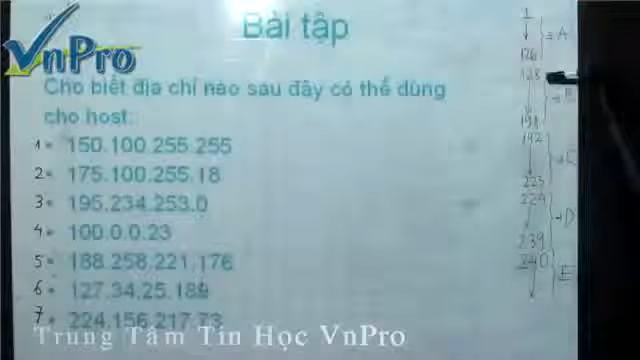 VnPro
Bài tập
Cho biết địa chỉ nào sau đây có thể dùng
cho host:
1- 150.100.255.255
2- 175.100.255.18
3- 195.234.253.0
4- 100.0.0.23
5- 188.258.221.176
6- 127.34.25.189
7- 224.156.217.73
Trung Tâm Tin Học VnPro
1
126
A
128
B
198
192
C
223
224
D
239
240
E